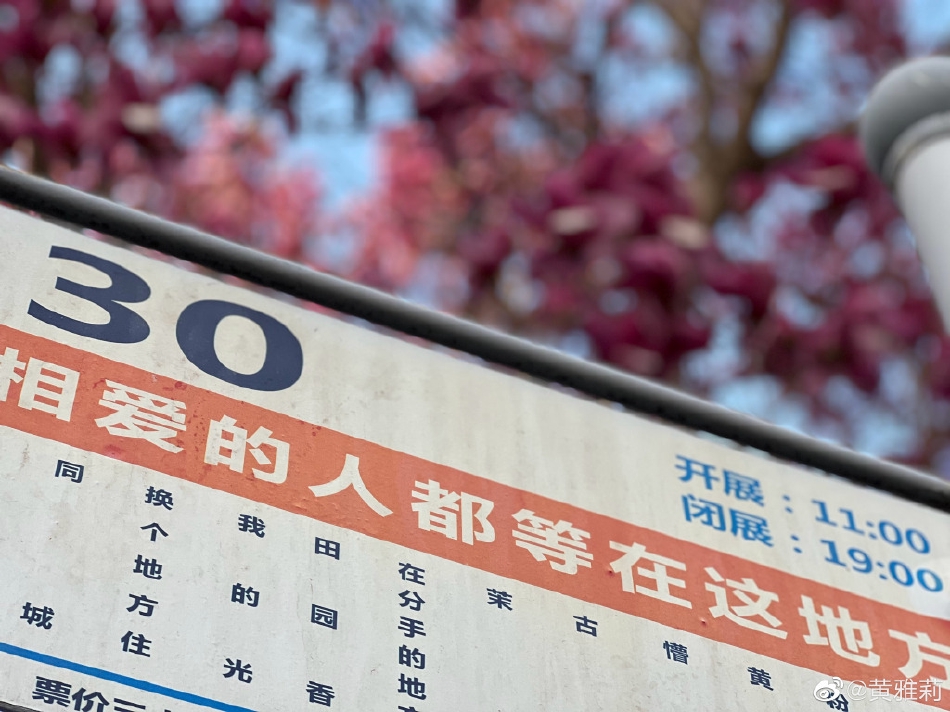 30
相爱的人都等在这地方
开展：11:00
闭展：19:00
同城
换个地方住
我的光
田园香
在分手的地
茉
古
懵
黄粉
票价三
@黄雅莉